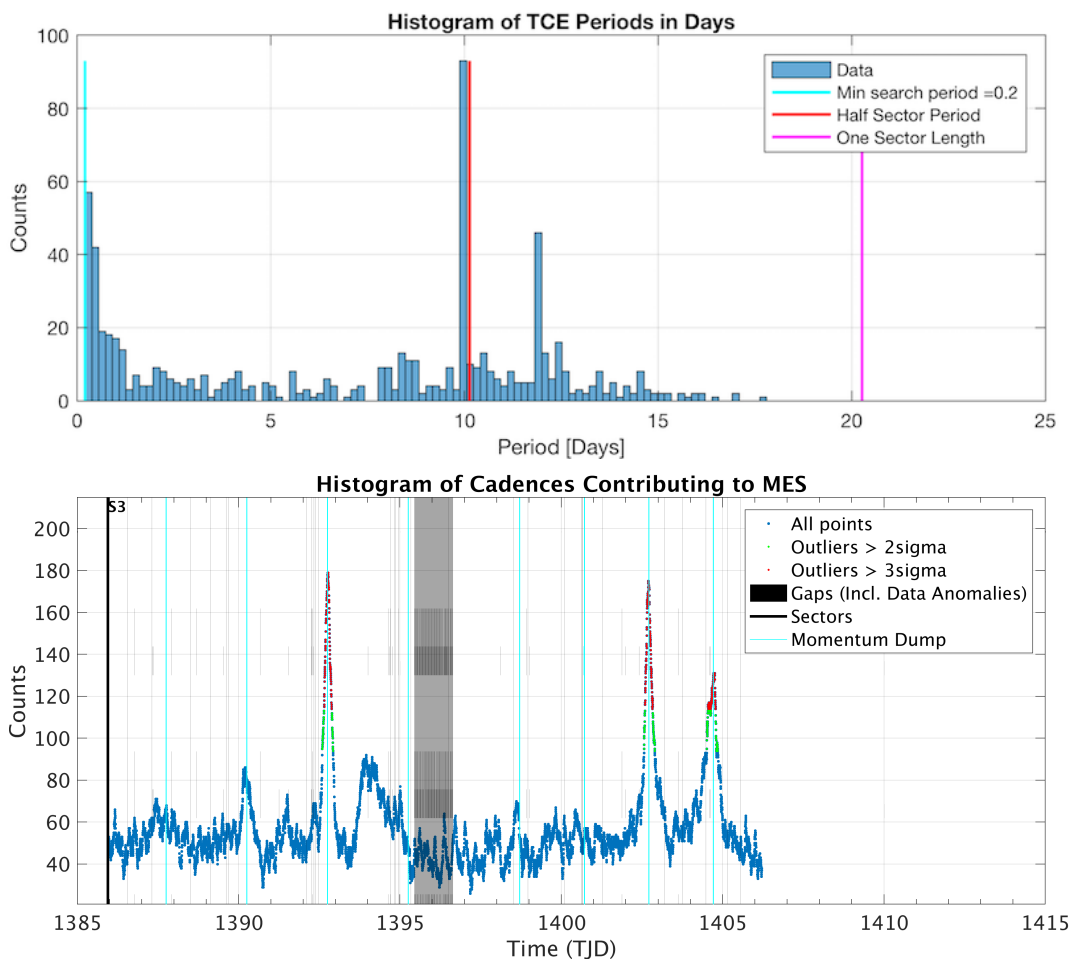 Histogram of TCE Periods in Days
100
80
60
40
20
0
Counts
Data
Min search period =0.2
Half Sector Period
One Sector Length
0 5 10 15 20 25
Period [Days]
Histogram of Cadences Contributing to MES
S3
200
180
160
140
120
100
80
60
40
Counts
All points
Outliers > 2sigma
Outliers > 3sigma
Gaps (Incl. Data Anomalies)
Sectors
Momentum Dump
1385 1390 1395 1400 1405 1410 1415
Time (TJD)